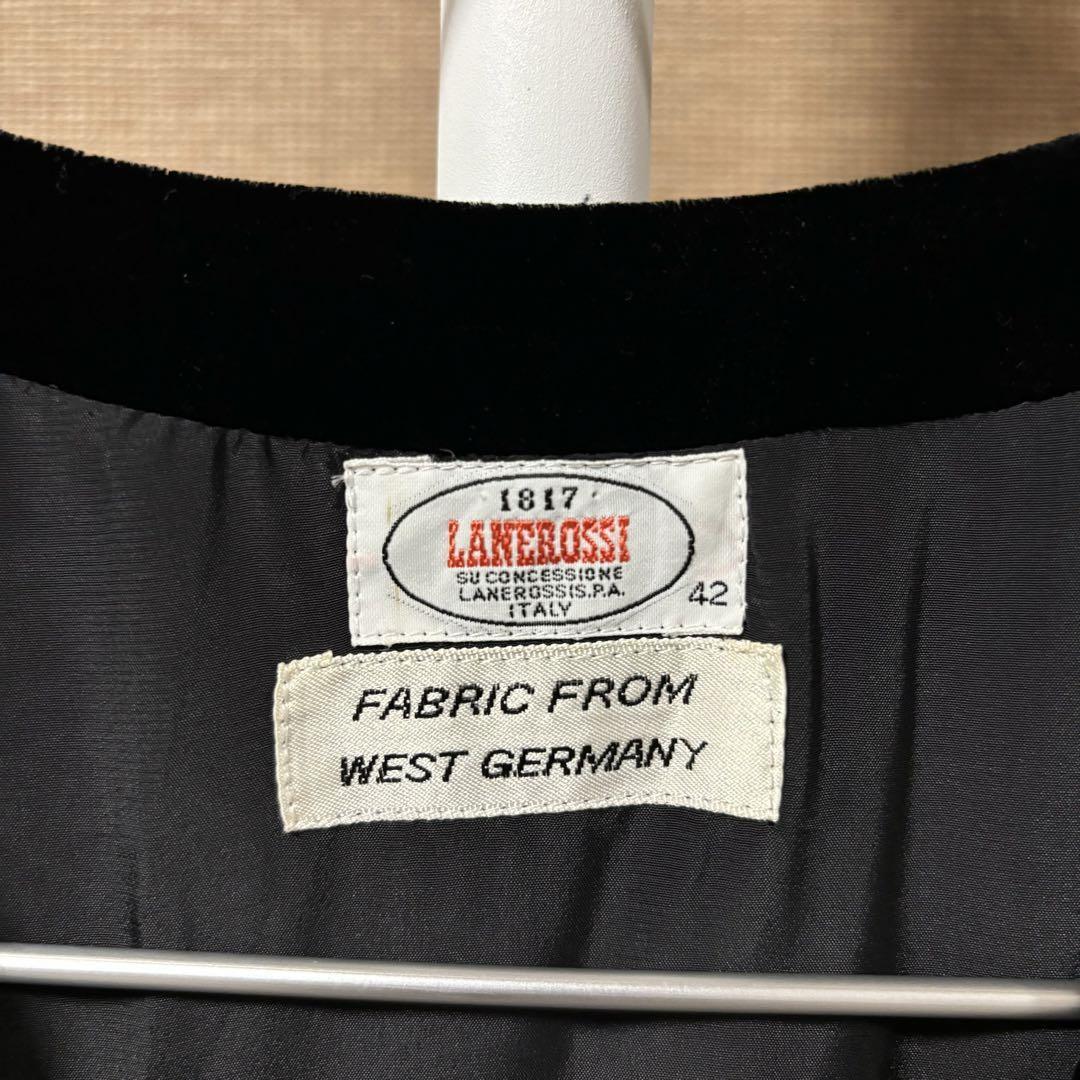 1817
LANEROSSI
SU CONCESSIONE
LANEROSSI S.P.A.
ITALY
42
FABRIC FROM
WEST GERMANY